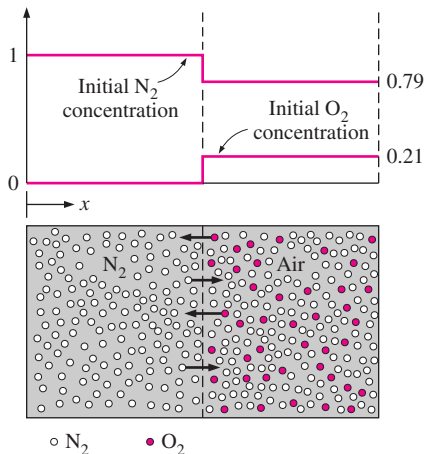 1
Initial N₂
concentration
0.79
Initial O₂
concentration
0.21
0
x
N₂
Air
N₂
O₂